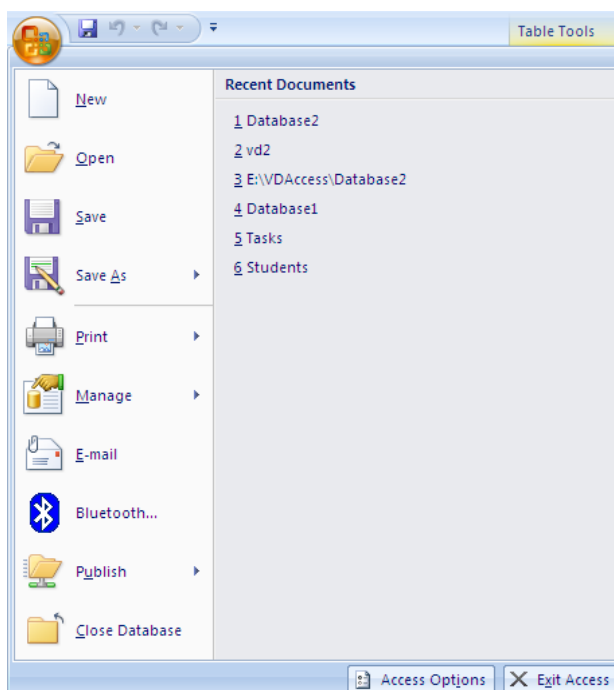 Table Tools
New
Open
Save
Save As
Print
Manage
E-mail
Bluetooth...
Publish
Close Database
Recent Documents
1 Database2
2 vd2
3 E:\VDAccess\Database2
4 Database1
5 Tasks
6 Students
Access Options
Exit Access